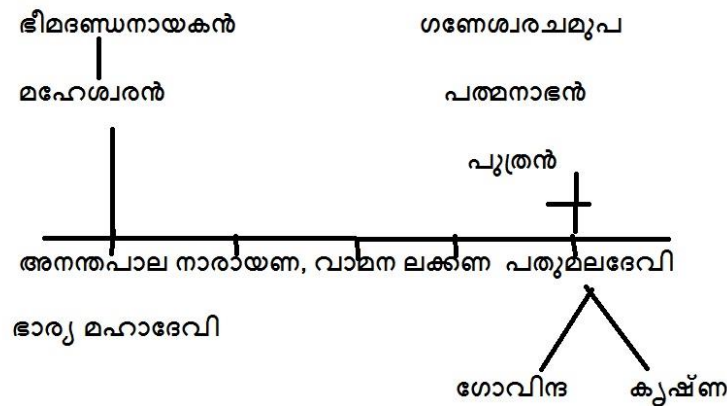 ഭീമദണ്ഡനായകൻ ഗണേശ്വരചമുപ
മഹേശ്വരൻ പത്മനാഭൻ
പുത്രൻ
അനന്തപാല നാരായണ, വാമന ലക്കണ പതുമലദേവി
ഭാര്യ മഹാദേവി
ഗോവിന്ദ കൃഷ്ണ